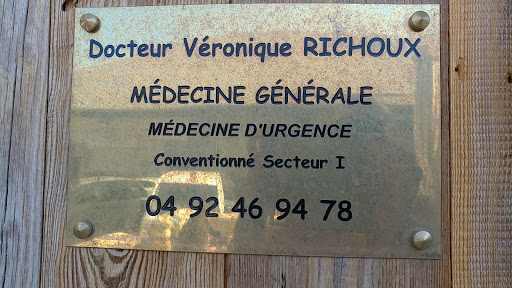 Docteur Véronique RICHOUX
MÉDECINE GÉNÉRALE
MÉDECINE D'URGENCE
Conventionné Secteur I
04 92 46 94 78